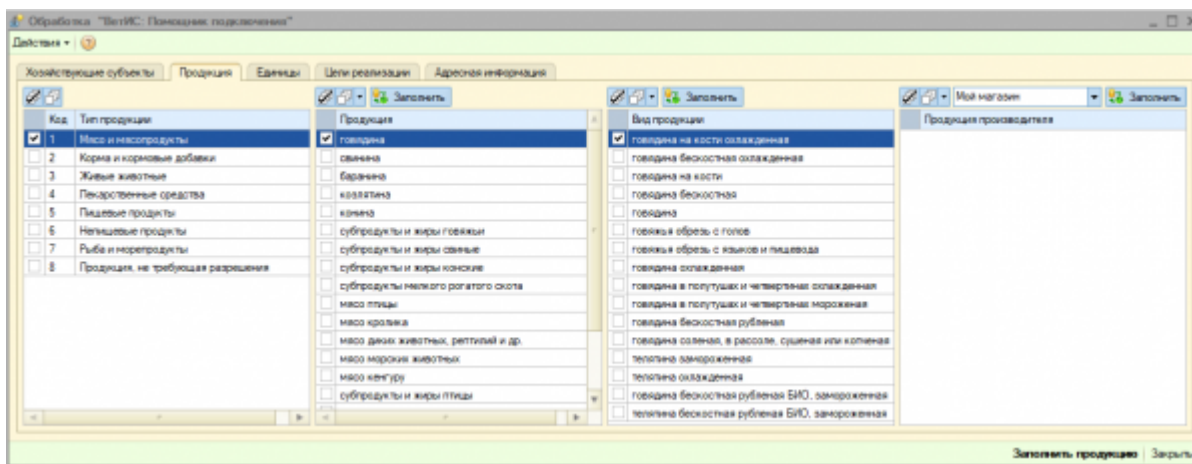 Обработка "ВетИС: Помощник подключения"
Действия
Хозяйствующие субъекты Продукция Единицы Цели реализации Адресная информация
Заполнить Заполнить Мой магазин Заполнить
Код Тип продукции Продукция Вид продукции Продукция производителя
1 Мясо и мясопродукты говядина говядина на кости охлажденная
2 Корма и кормовые добавки свинина говядина бескостная охлажденная
3 Живые животные баранина говядина на кости
4 Лекарственные средства козлятина говядина бескостная
5 Пищевые продукты конина говядина
6 Непищевые продукты субпродукты и жиры говяжьи говяжья обрезь с голов
7 Рыба и морепродукты субпродукты и жиры свиные говяжья обрезь с языков и пищевода
8 Продукция, не требующая разрешения субпродукты и жиры конские говядина охлажденная
субпродукты мелкого рогатого скота говядина в полутушах и четвертинах охлажденная
мясо птицы говядина в полутушах и четвертинах мороженая
мясо кролика говядина бескостная рубленая
мясо диких животных, рептилий и др. говядина соленая, в рассоле, сушеная или копченая
мясо морских животных телятина замороженная
мясо кенгуру телятина охлажденная
субпродукты и жиры птицы говядина бескостная рубленая БИО, замороженная
телятина бескостная рубленая БИО, замороженная
Заполнить продукцию Закрыть